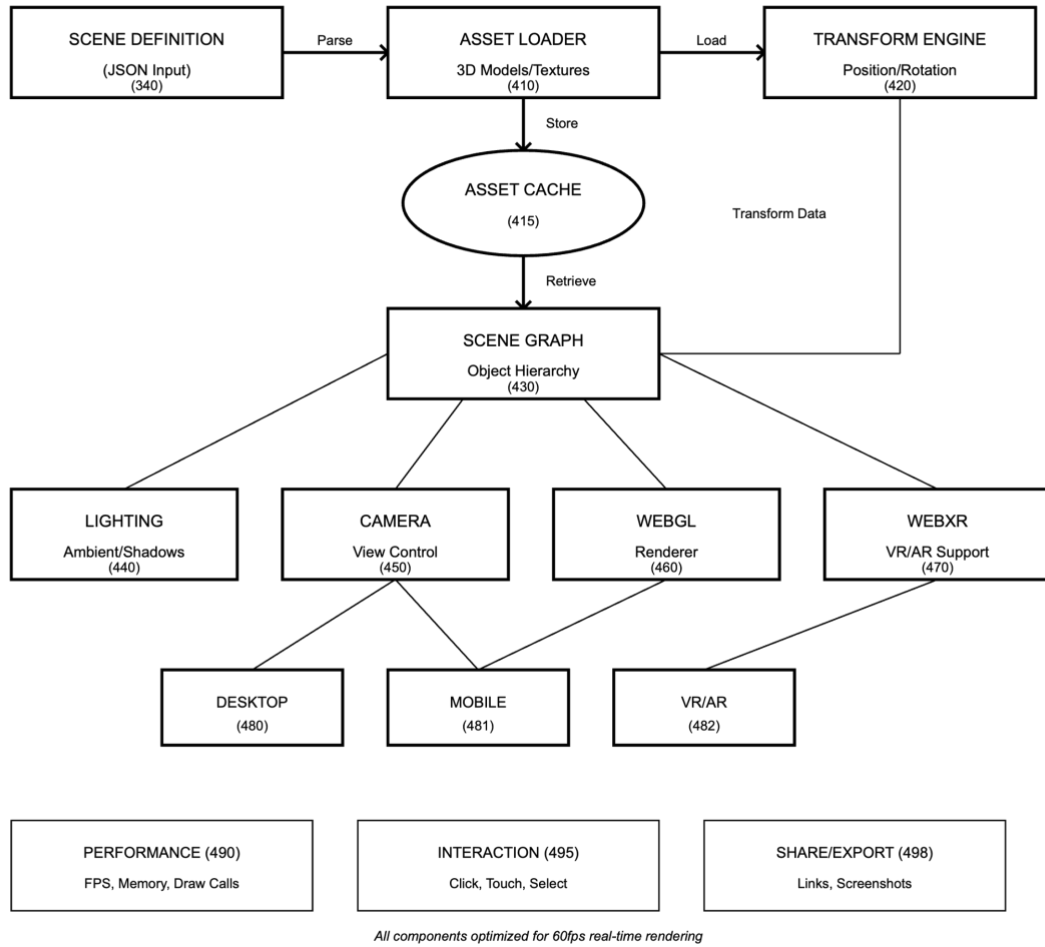 SCENE DEFINITION
(JSON Input)
(340)
Parse
ASSET LOADER
3D Models/Textures
(410)
Load
TRANSFORM ENGINE
Position/Rotation
(420)
Store
ASSET CACHE
(415)
Transform Data
Retrieve
SCENE GRAPH
Object Hierarchy
(430)
LIGHTING
Ambient/Shadows
(440)
CAMERA
View Control
(450)
WEBGL
Renderer
(460)
WEBXR
VR/AR Support
(470)
DESKTOP
(480)
MOBILE
(481)
VR/AR
(482)
PERFORMANCE (490)
FPS, Memory, Draw Calls
INTERACTION (495)
Click, Touch, Select
SHARE/EXPORT (498)
Links, Screenshots
All components optimized for 60fps real-time rendering